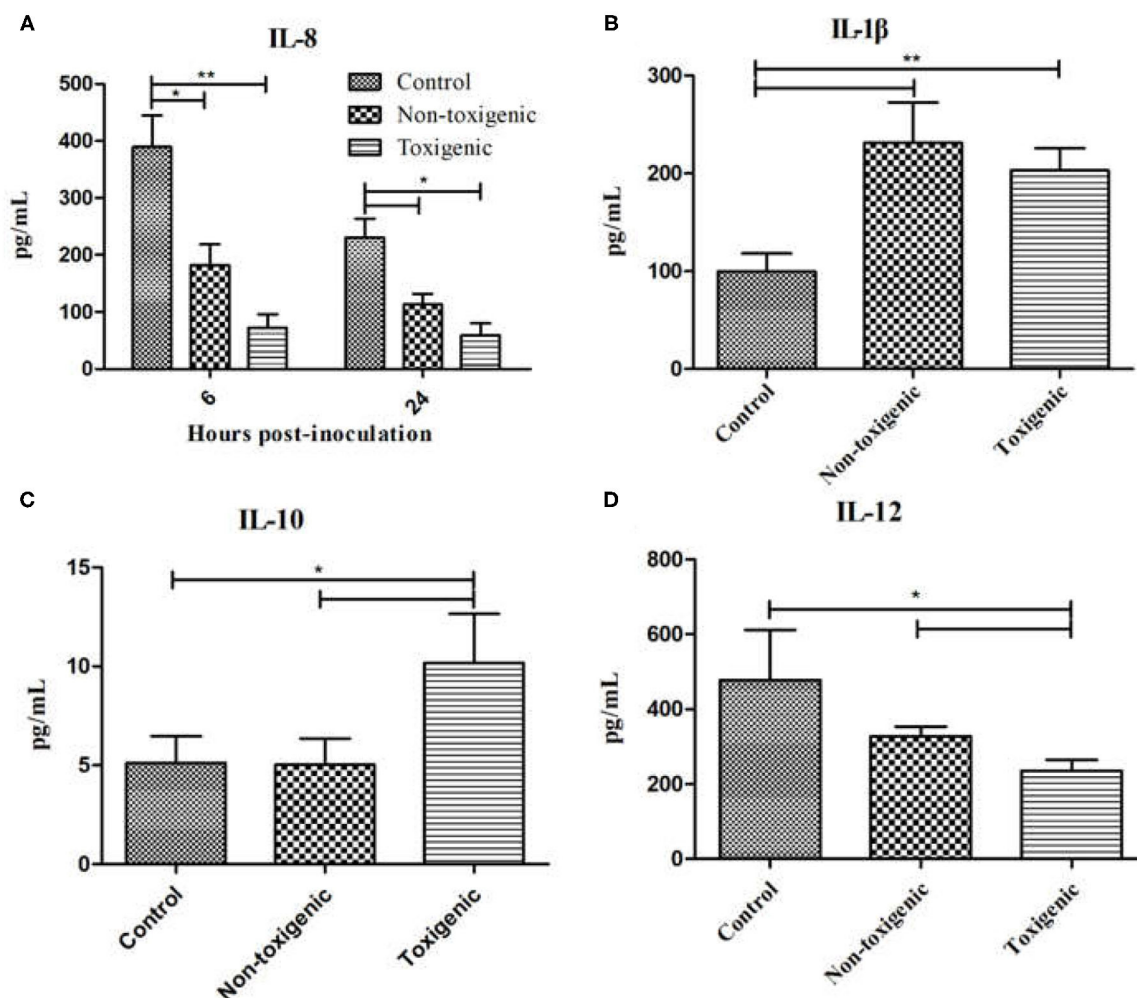 A
IL-8
500
400
300
200
100
0
pg/mL
**
*
*
Control
Non-toxigenic
Toxigenic
6
24
Hours post-inoculation
B
IL-1β
300
200
100
0
pg/mL
**
Control
Non-toxigenic
Toxigenic
C
IL-10
15
10
5
0
pg/mL
*
Control
Non-toxigenic
Toxigenic
D
IL-12
800
600
400
200
0
pg/mL
*
Control
Non-toxigenic
Toxigenic